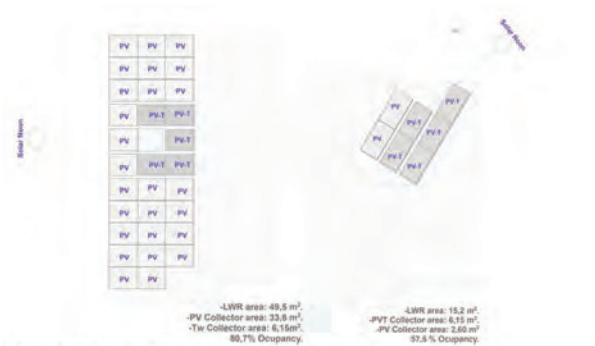 Solar Noon
PV PV PV
PV PV PV
PV PV PV
PV PV-T PV-T
PV PV-T
PV PV-T PV-T
PV PV PV
PV PV PV
PV PV PV
PV PV PV
PV PV
-LWR area: 49,5 m².
-PV Collector area: 33,8 m².
-Tw Collector area: 6,15m².
80,7% Ocupancy.
Solar Noon
PV-T
PV
PV-T
PV-T
PV
PV-T
PV-T
-LWR area: 15,2 m².
-PVT Collector area: 6,15 m².
-PV Collector area: 2,60 m²
57,5 % Ocupancy.